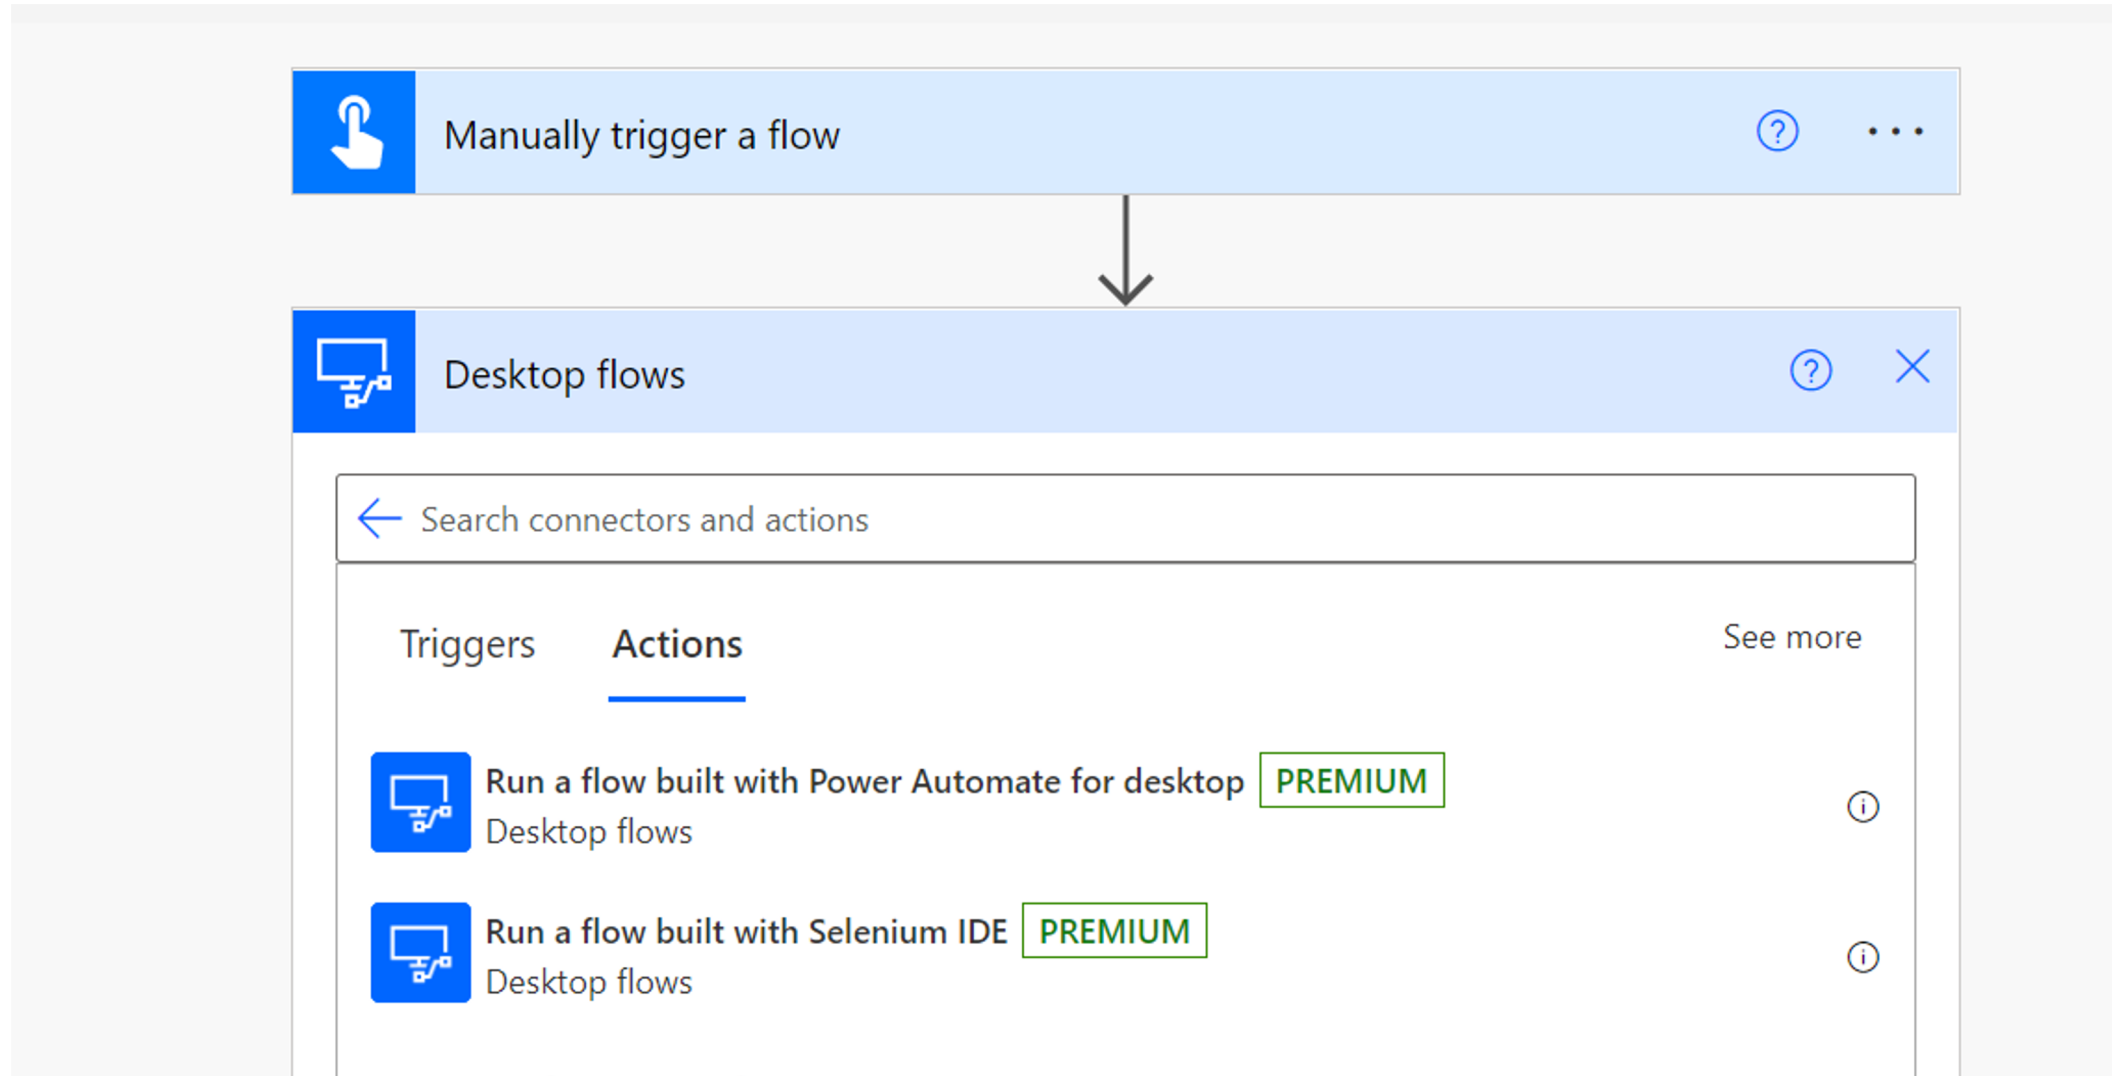 Manually trigger a flow
Desktop flows
Search connectors and actions
Triggers Actions See more
Run a flow built with Power Automate for desktop PREMIUM
Desktop flows
Run a flow built with Selenium IDE PREMIUM
Desktop flows